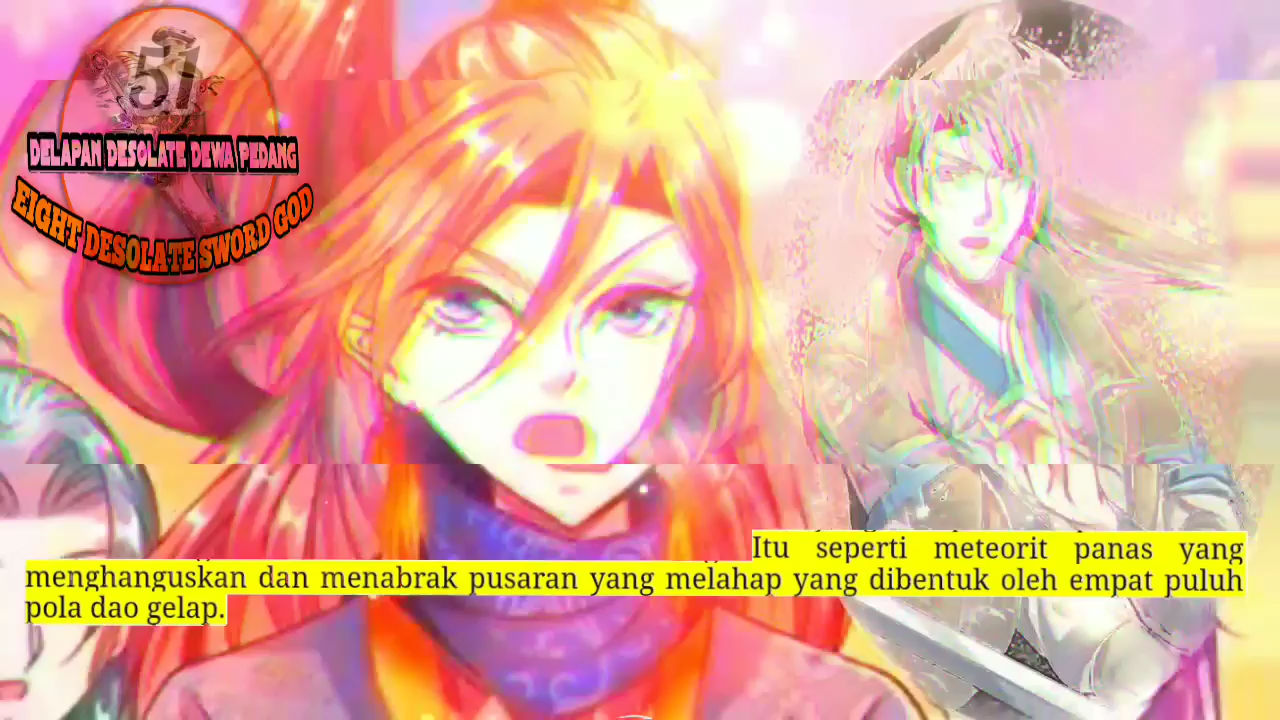 51
DELAPAN DESOLATE DEWA PEDANG
EIGHT DESOLATE SWORD GOD
Itu seperti meteorit panas yang
menghanguskan dan menabrak pusaran yang melahap yang dibentuk oleh empat puluh
pola dao gelap.